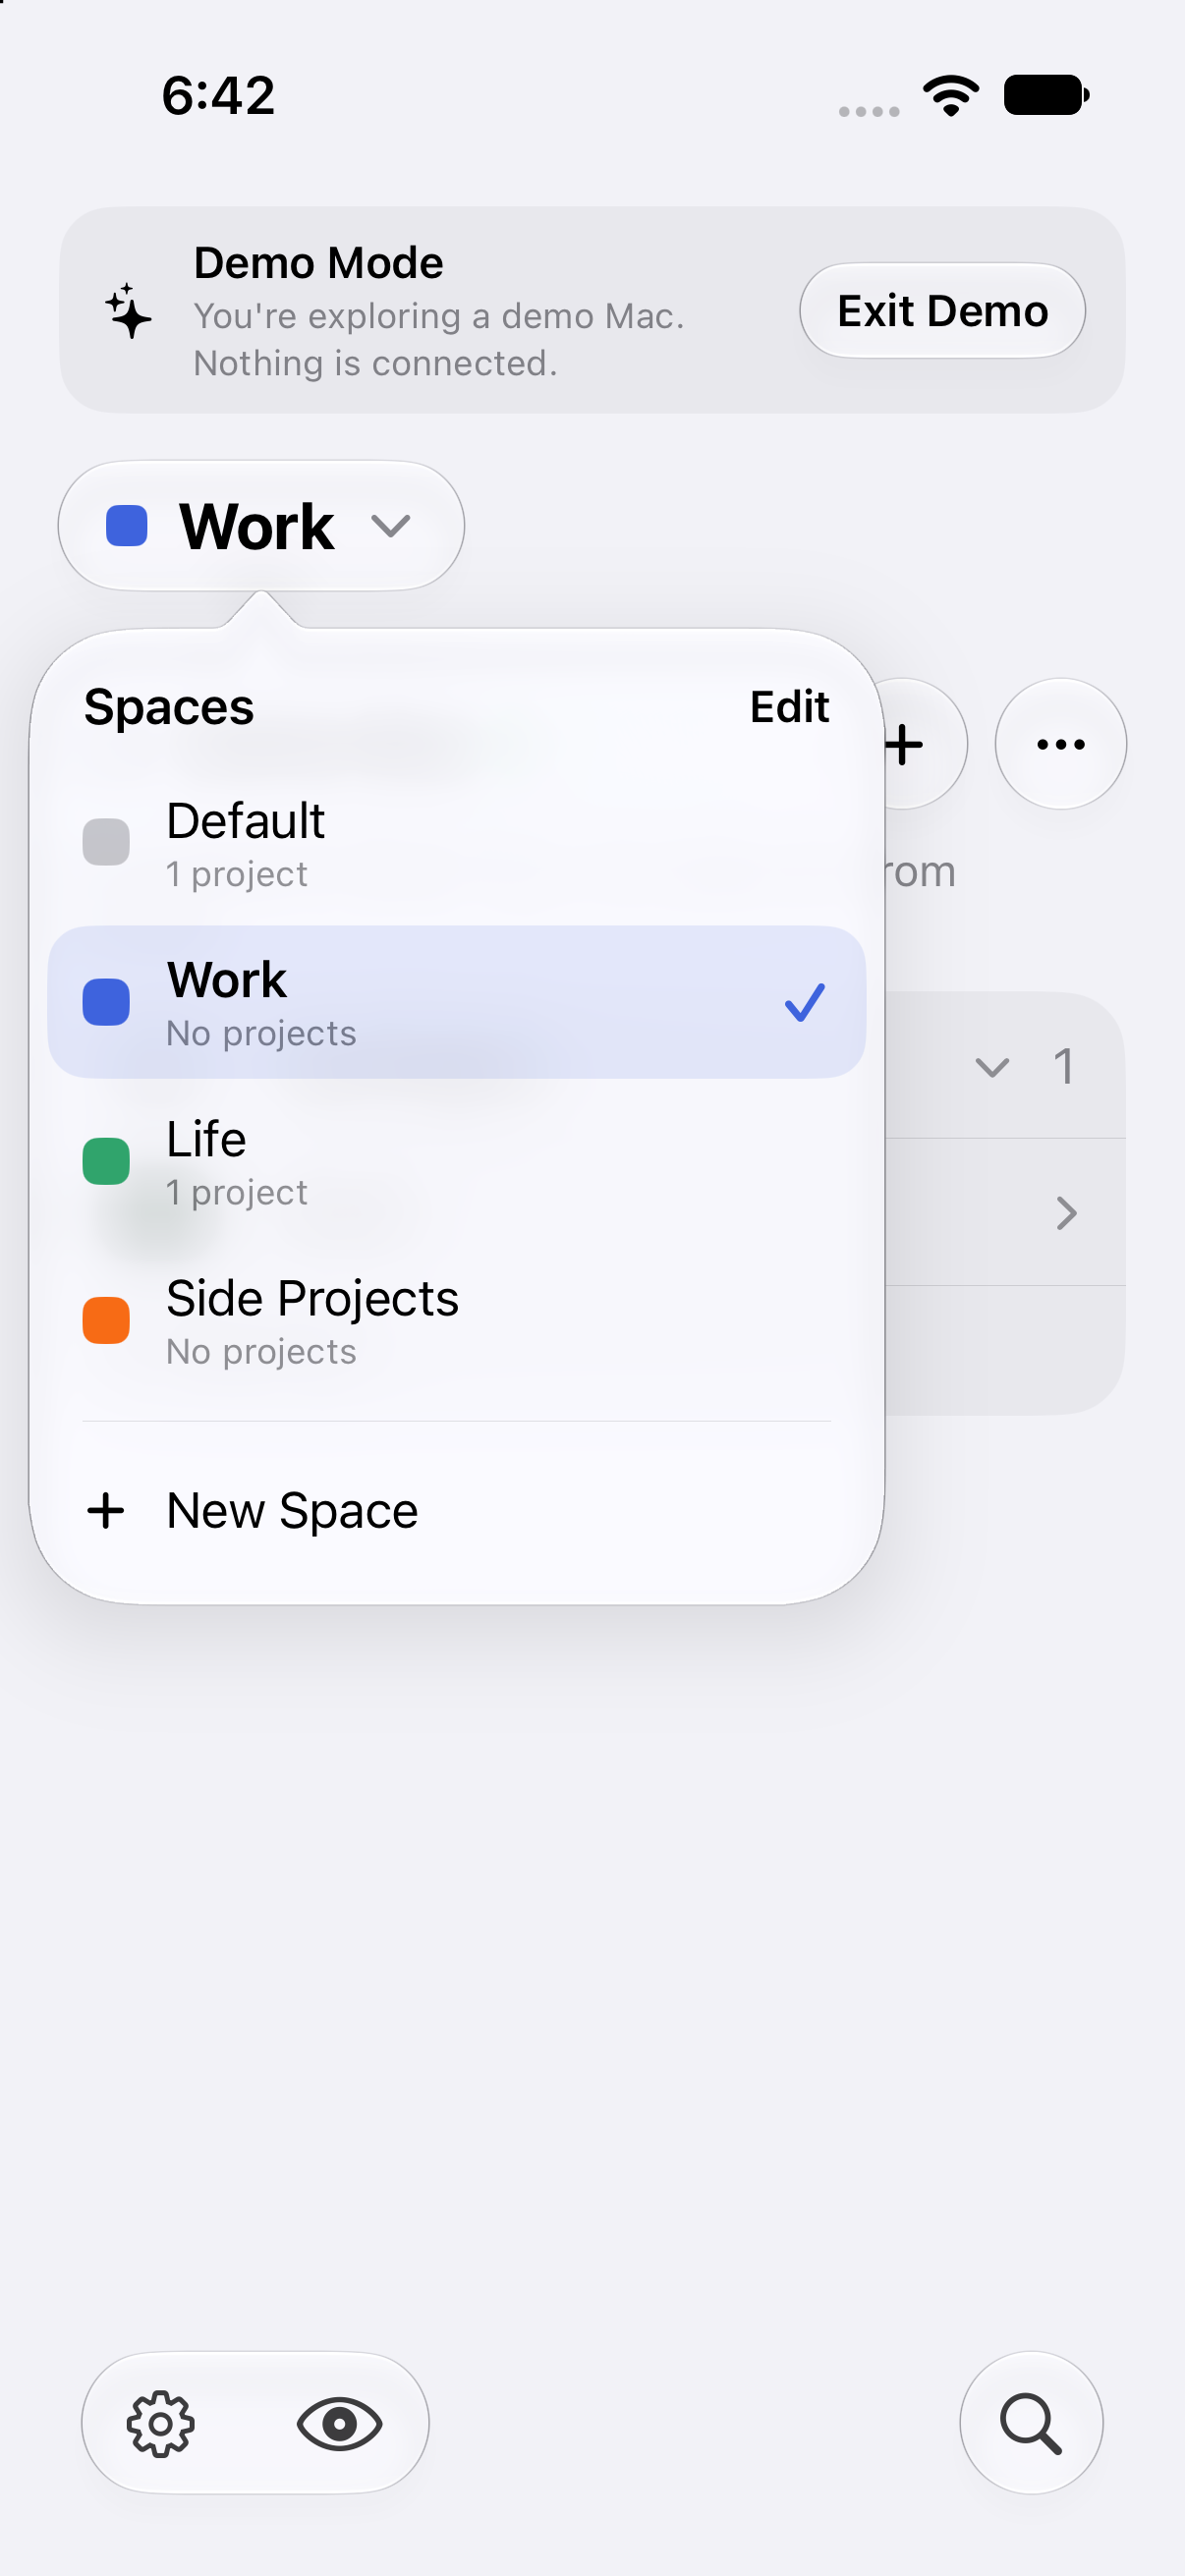 6:42
Demo Mode
You're exploring a demo Mac.
Nothing is connected.
Exit Demo
Work
Spaces
Edit
Default
1 project
Work
No projects
1
Life
1 project
Side Projects
No projects
New Space